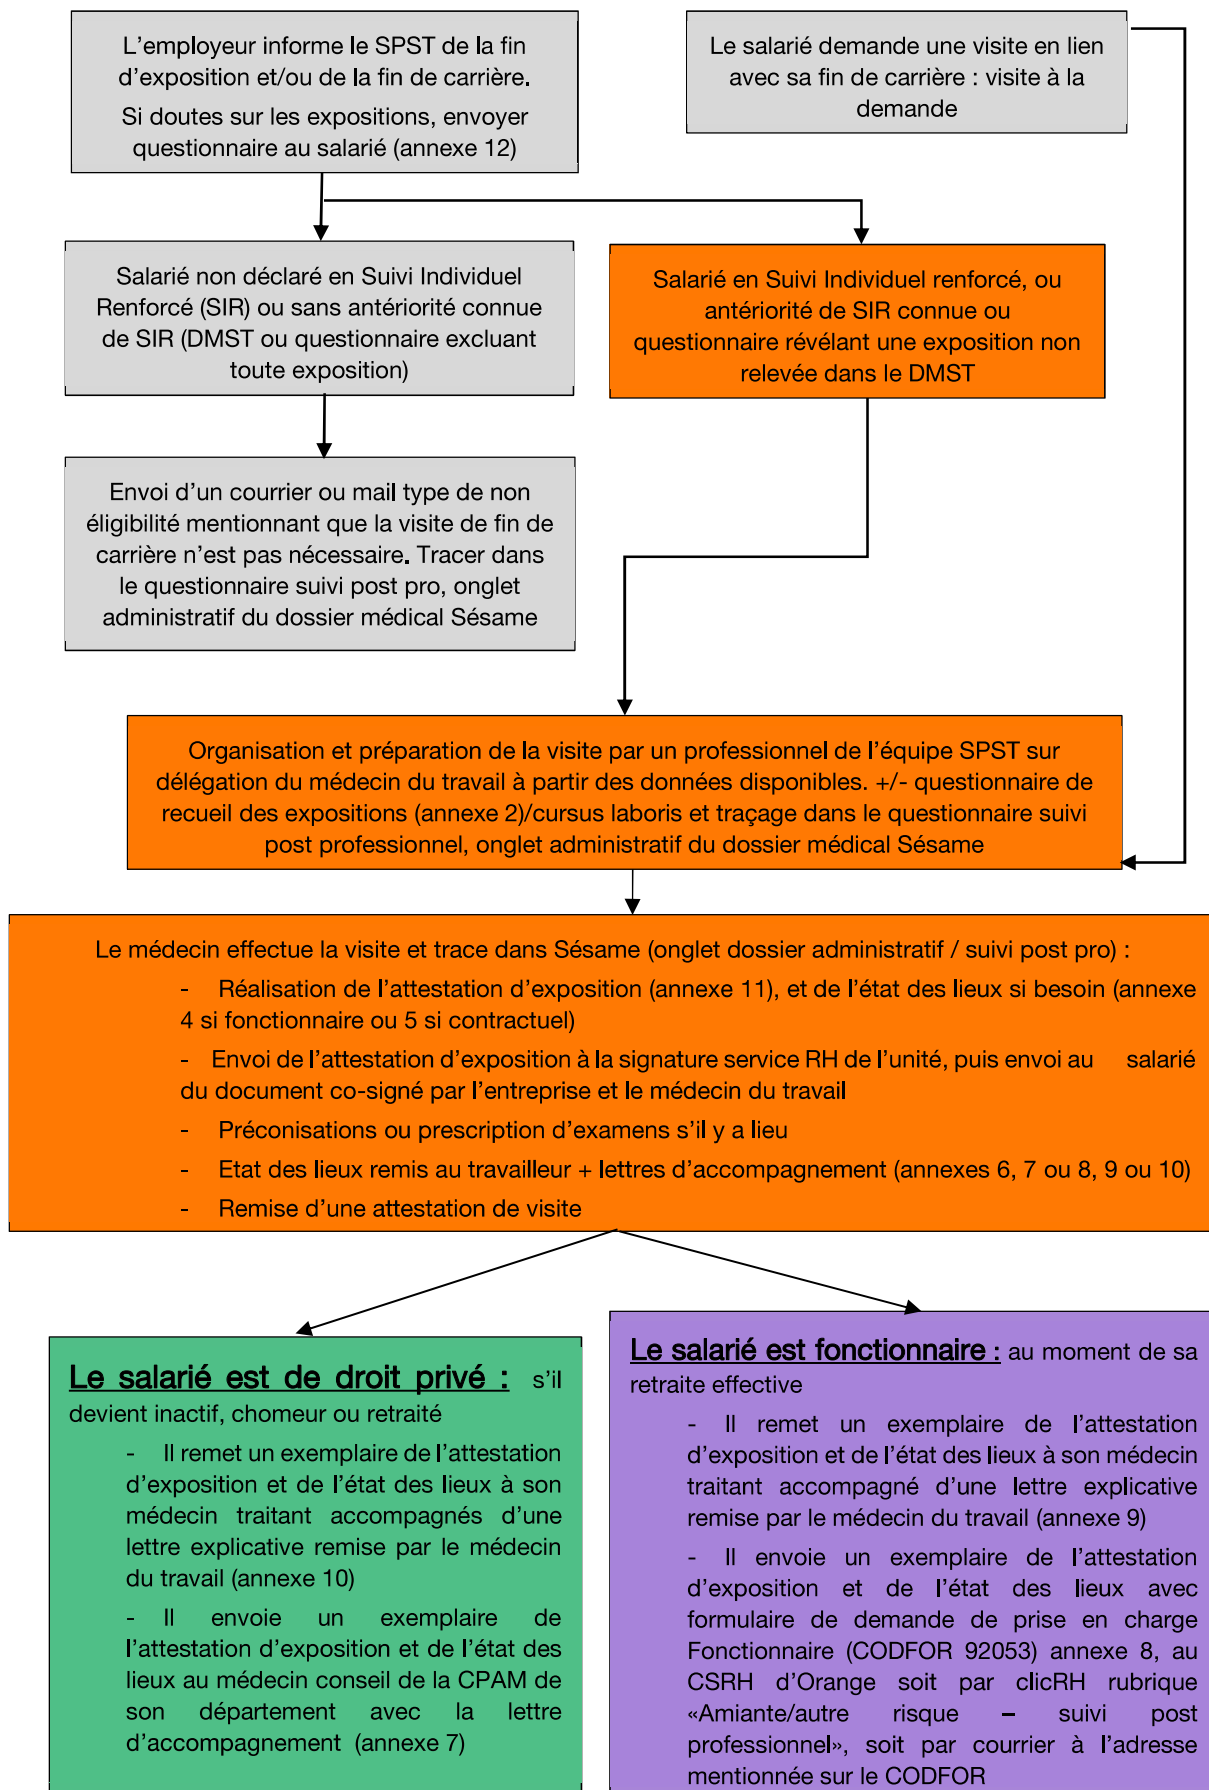 L'employeur informe le SPST de la fin
d'exposition et/ou de la fin de carrière.
Si doutes sur les expositions, envoyer
questionnaire au salarié (annexe 12)
Le salarié demande une visite en lien
avec sa fin de carrière : visite à la
demande
Salarié non déclaré en Suivi Individuel
Renforcé (SIR) ou sans antériorité connue
de SIR (DMST ou questionnaire excluant
toute exposition)
Salarié en Suivi Individuel renforcé, ou
antériorité de SIR connue ou
questionnaire révélant une exposition non
relevée dans le DMST
Envoi d'un courrier ou mail type de non
éligibilité mentionnant que la visite de fin de
carrière n'est pas nécessaire. Tracer dans
le questionnaire suivi post pro, onglet
administratif du dossier médical Sésame
Organisation et préparation de la visite par un professionnel de l'équipe SPST sur
délégation du médecin du travail à partir des données disponibles. +/- questionnaire de
recueil des expositions (annexe 2)/cursus laboris et traçage dans le questionnaire suivi
post professionnel, onglet administratif du dossier médical Sésame
Le médecin effectue la visite et trace dans Sésame (onglet dossier administratif / suivi post pro) :
- Réalisation de l'attestation d'exposition (annexe 11), et de l'état des lieux si besoin (annexe
4 si fonctionnaire ou 5 si contractuel)
- Envoi de l'attestation d'exposition à la signature service RH de l'unité, puis envoi au salarié
du document co-signé par l'entreprise et le médecin du travail
- Préconisations ou prescription d'examens s'il y a lieu
- Etat des lieux remis au travailleur + lettres d'accompagnement (annexes 6, 7 ou 8, 9 ou 10)
- Remise d'une attestation de visite
Le salarié est de droit privé : s'il
devient inactif, chomeur ou retraité
- Il remet un exemplaire de l'attestation
d'exposition et de l'état des lieux à son
médecin traitant accompagnés d'une
lettre explicative remise par le médecin
du travail (annexe 10)
- Il envoie un exemplaire de
l'attestation d'exposition et de l'état des
lieux au médecin conseil de la CPAM de
son département avec la lettre
d'accompagnement (annexe 7)
Le salarié est fonctionnaire : au moment de sa
retraite effective
- Il remet un exemplaire de l'attestation
d'exposition et de l'état des lieux à son médecin
traitant accompagné d'une lettre explicative
remise par le médecin du travail (annexe 9)
- Il envoie un exemplaire de l'attestation
d'exposition et de l'état des lieux avec
formulaire de demande de prise en charge
Fonctionnaire (CODFOR 92053) annexe 8, au
CSRH d'Orange soit par clicRH rubrique
«Amiante/autre risque – suivi post
professionnel», soit par courrier à l'adresse
mentionnée sur le CODFOR